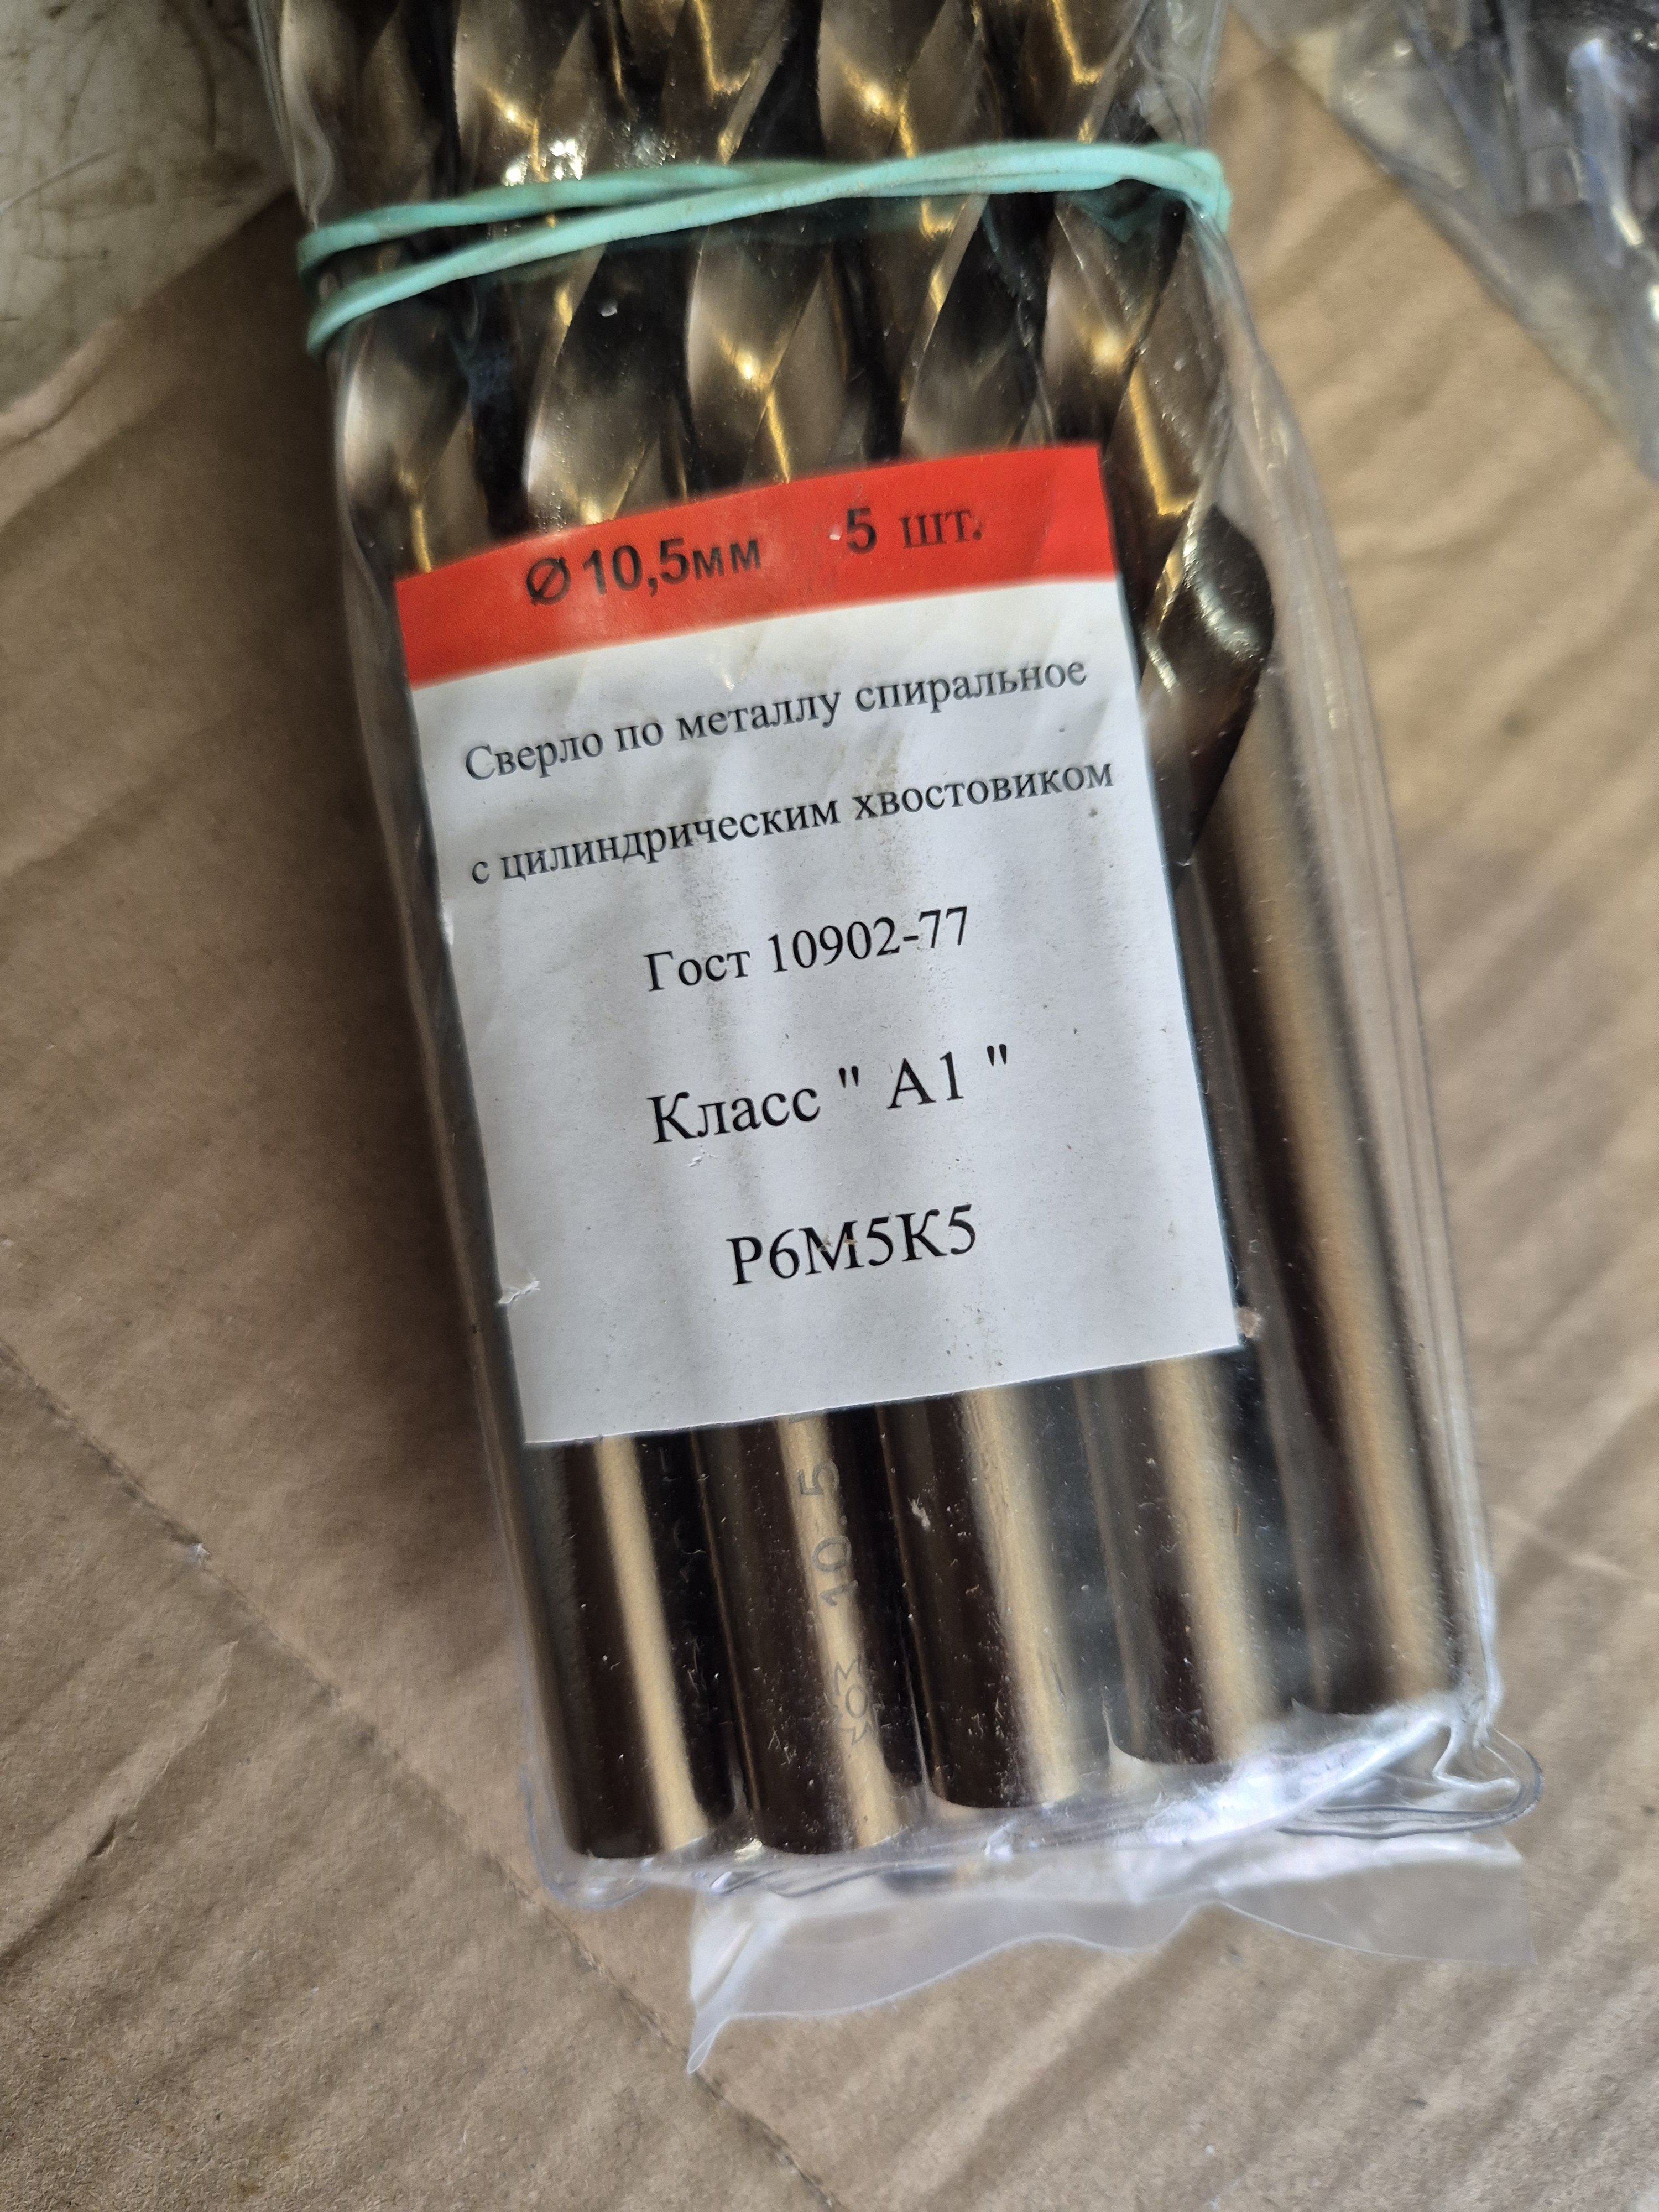 Ø 10,5мм 5 шт.
Сверло по металлу спиральное
с цилиндрическим хвостовиком
Гост 10902-77
Класс " А1 "
Р6М5К5
10.5